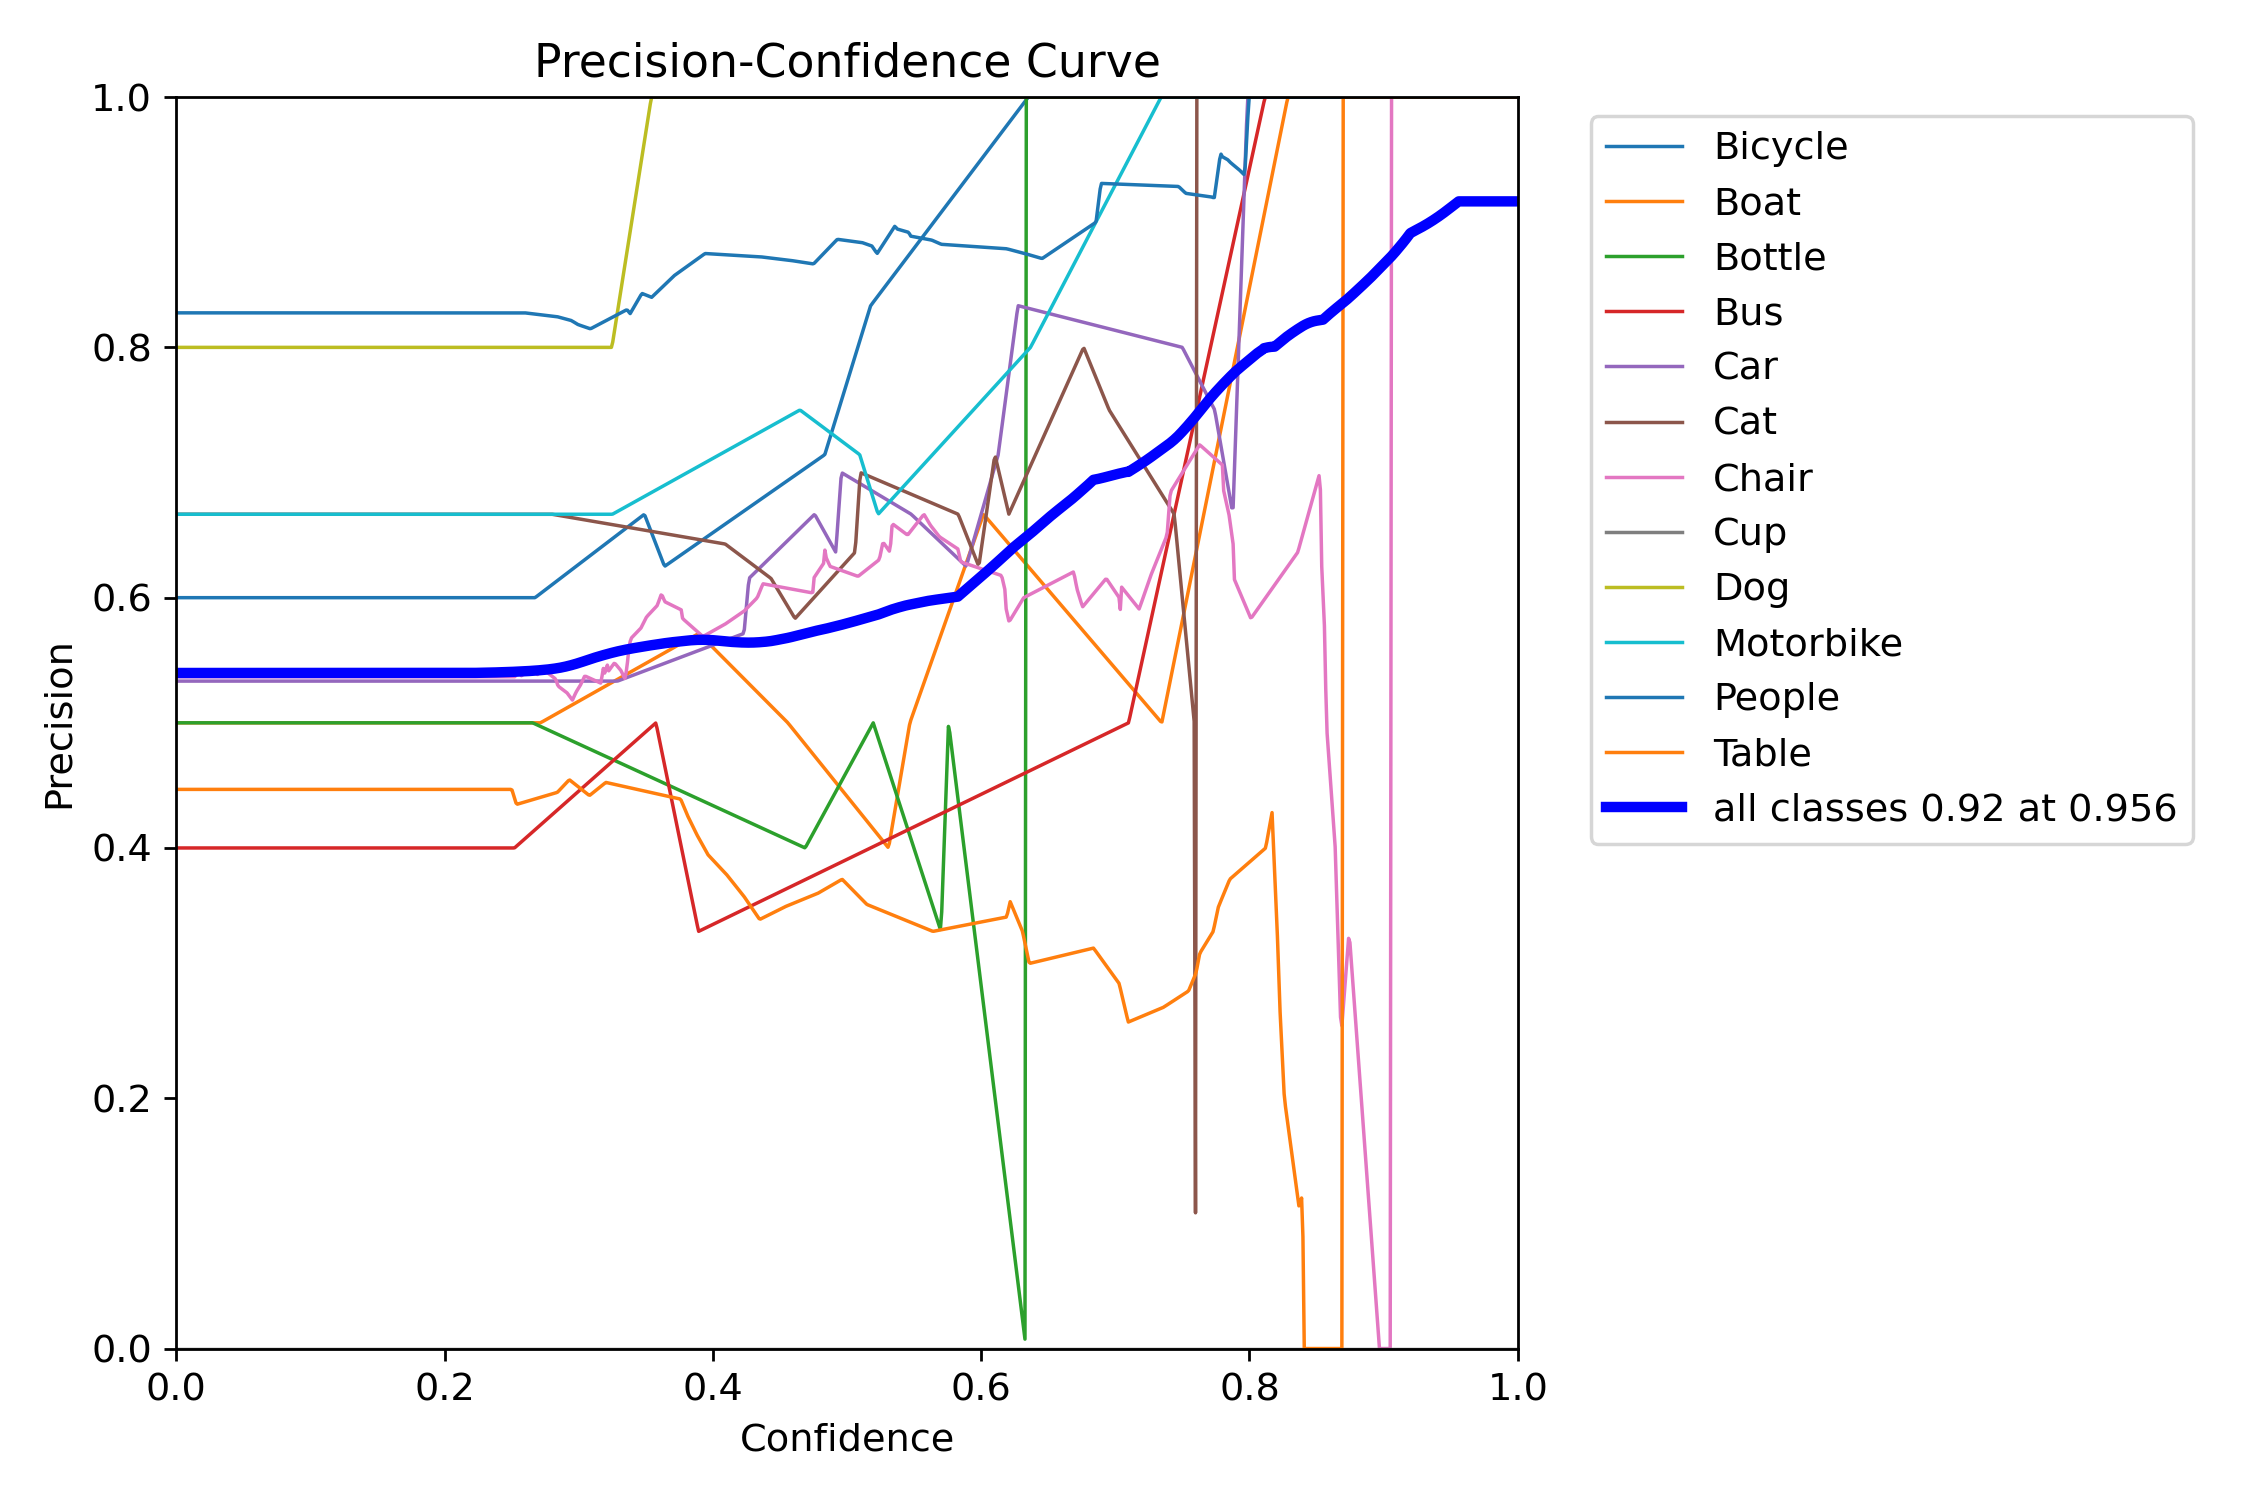 Precision-Confidence Curve
1.0
0.8
0.6
0.4
0.2
0.0
Precision
0.0 0.2 0.4 0.6 0.8 1.0
Confidence
Bicycle
Boat
Bottle
Bus
Car
Cat
Chair
Cup
Dog
Motorbike
People
Table
all classes 0.92 at 0.956